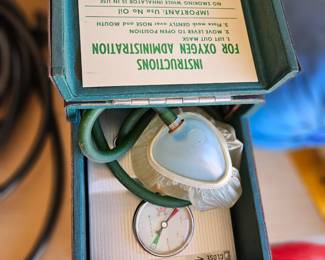 INSTRUCTIONS
FOR OXYGEN ADMINISTRATION
1. LIFT OUT MASK
2. MOVE LEVER TO OPEN POSITION
3. Place mask GENTLY over NOSE and MOUTH
IMPORTANT: Use No Oil
NO SMOKING WHILE INHALATOR IS IN USE
CLOSE